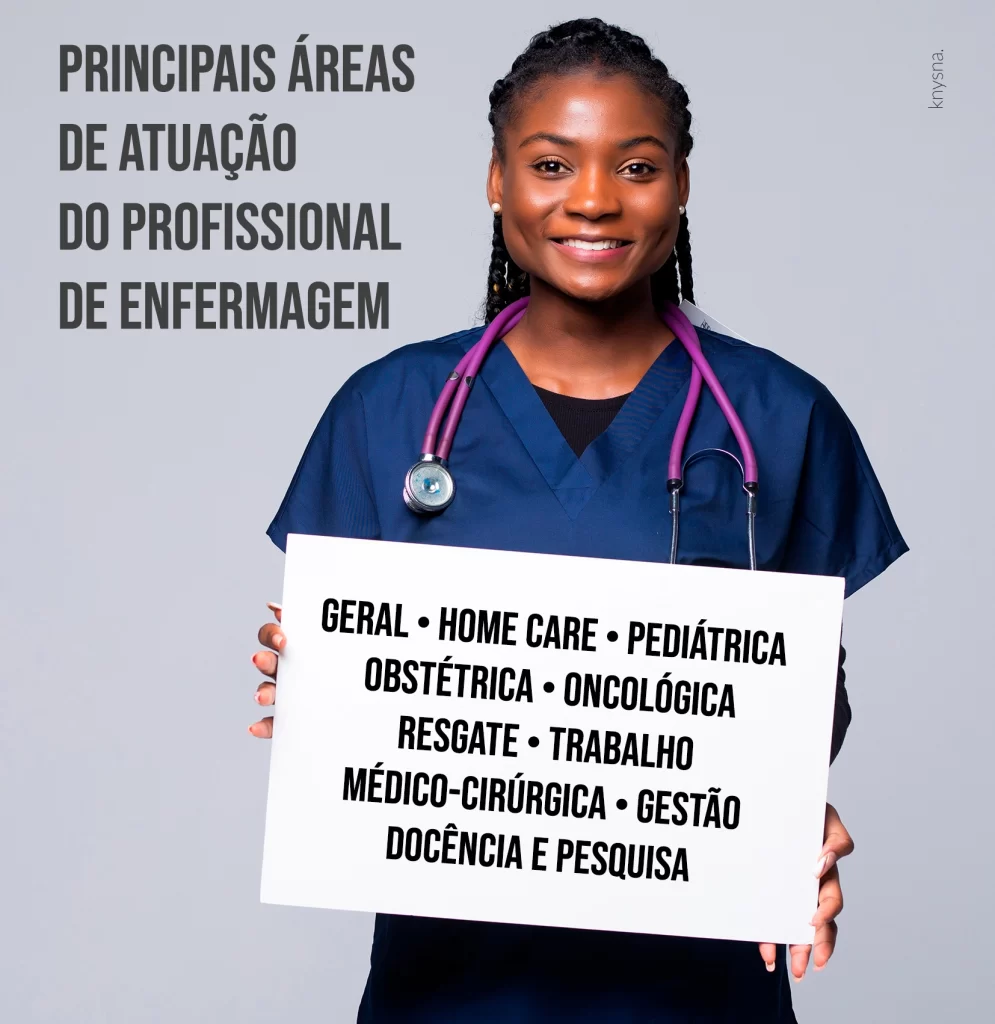 PRINCIPAIS ÁREAS
DE ATUAÇÃO
DO PROFISSIONAL
DE ENFERMAGEM
knysna.
GERAL • HOME CARE • PEDIÁTRICA
OBSTÉTRICA • ONCOLÓGICA
RESGATE • TRABALHO
MÉDICO-CIRÚRGICA • GESTÃO
DOCÊNCIA E PESQUISA